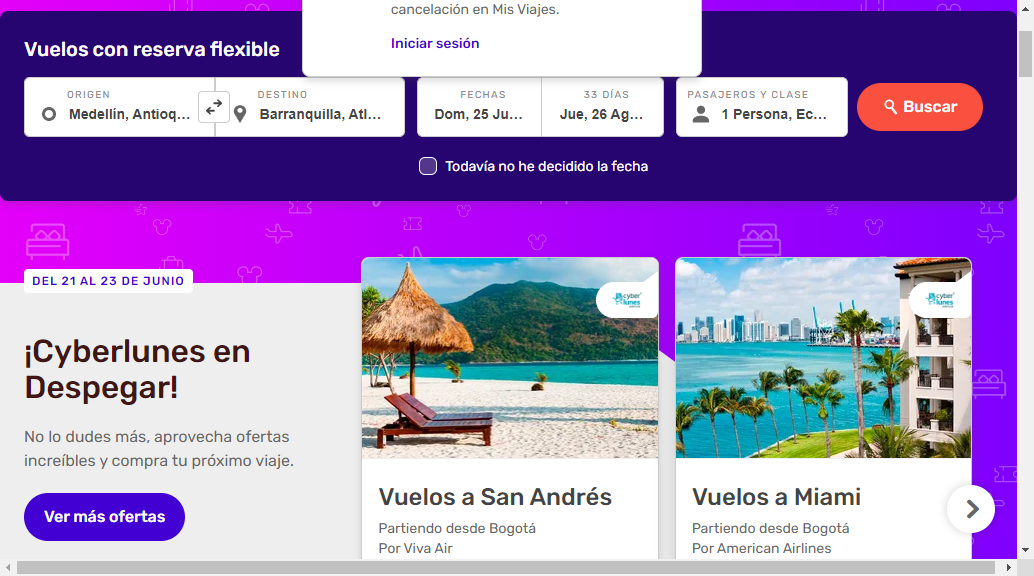 cancelación en Mis Viajes.
Iniciar sesión
Vuelos con reserva flexible
ORIGEN
Medellín, Antioq...
DESTINO
Barranquilla, Atl...
FECHAS
Dom, 25 Ju...
33 DÍAS
Jue, 26 Ag...
PASAJEROS Y CLASE
1 Persona, Ec...
Buscar
Todavía no he decidido la fecha
DEL 21 AL 23 DE JUNIO
¡Cyberlunes en
Despegar!
No lo dudes más, aprovecha ofertas
increíbles y compra tu próximo viaje.
Ver más ofertas
cyber
lunes
Vuelos a San Andrés
Partiendo desde Bogotá
Por Viva Air
cyber
lunes
Vuelos a Miami
Partiendo desde Bogotá
Por American Airlines